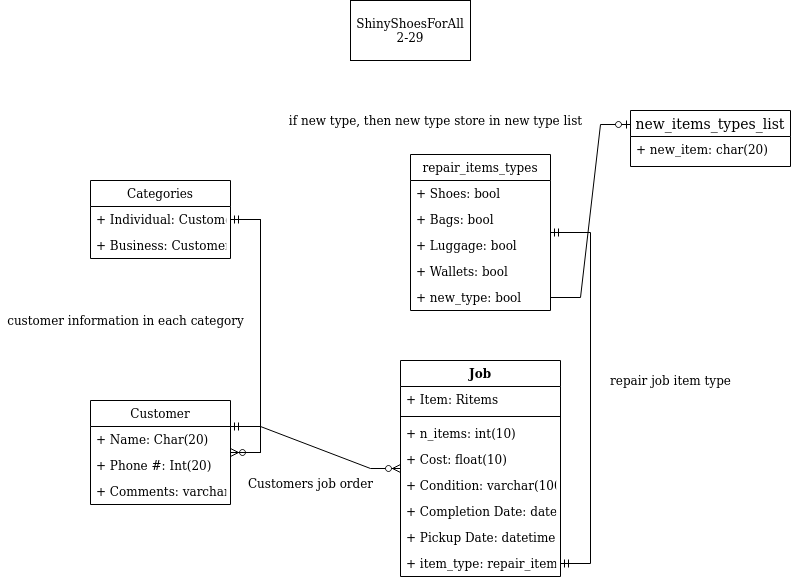 ShinyShoesForAll
2-29
if new type, then new type store in new type list
new_items_types_list
+ new_item: char(20)
repair_items_types
+ Shoes: bool
+ Bags: bool
+ Luggage: bool
+ Wallets: bool
+ new_type: bool
Categories
+ Individual: Custom
+ Business: Custome
customer information in each category
Job
+ Item: Ritems
+ n_items: int(10)
+ Cost: float(10)
+ Condition: varchar(10
+ Completion Date: date
+ Pickup Date: datetime
+ item_type: repair_item
repair job item type
Customer
+ Name: Char(20)
+ Phone #: Int(20)
+ Comments: varchar
Customers job order